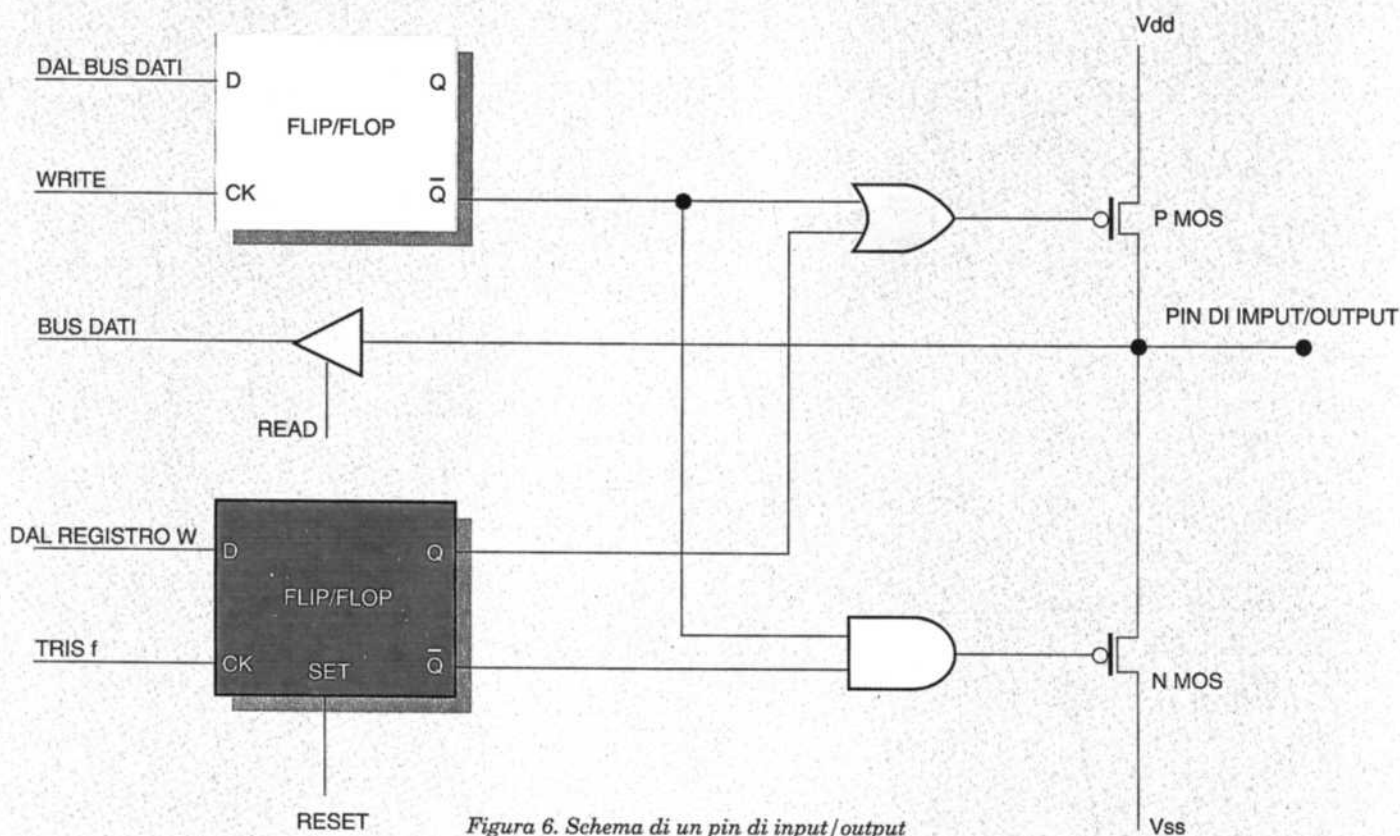 Vdd
DAL BUS DATI
D
Q
FLIP/FLOP
WRITE
CK
Q̅
P MOS
BUS DATI
PIN DI IMPUT/OUTPUT
READ
DAL REGISTRO W
D
Q
FLIP/FLOP
TRIS f
CK
SET
Q̅
N MOS
RESET
Figura 6. Schema di un pin di input/output
Vss